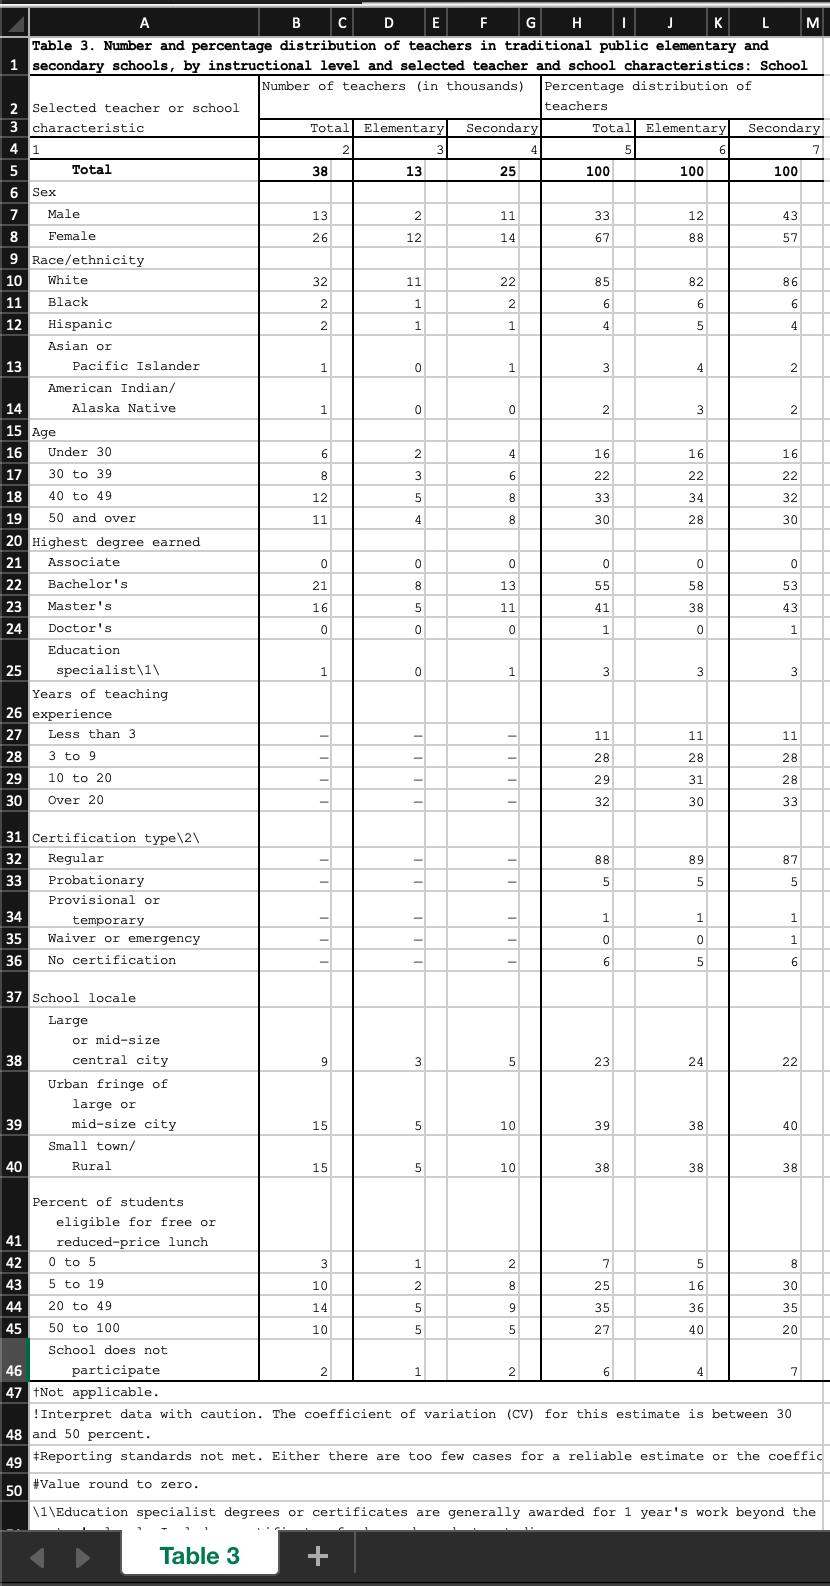 A B C D E F G H I J K L M
1 Table 3. Number and percentage distribution of teachers in traditional public elementary and
secondary schools, by instructional level and selected teacher and school characteristics: School
Number of teachers (in thousands) Percentage distribution of
2 Selected teacher or school teachers
3 characteristic Total Elementary Secondary Total Elementary Secondary
4 1 2 3 4 5 6 7
5 Total 38 13 25 100 100 100
6 Sex
7 Male 13 2 11 33 12 43
8 Female 26 12 14 67 88 57
9 Race/ethnicity
10 White 32 11 22 85 82 86
11 Black 2 1 2 6 6 6
12 Hispanic 2 1 1 4 5 4
Asian or
13 Pacific Islander 1 0 1 3 4 2
American Indian/
14 Alaska Native 1 0 0 2 3 2
15 Age
16 Under 30 6 2 4 16 16 16
17 30 to 39 8 3 6 22 22 22
18 40 to 49 12 5 8 33 34 32
19 50 and over 11 4 8 30 28 30
20 Highest degree earned
21 Associate 0 0 0 0 0 0
22 Bachelor's 21 8 13 55 58 53
23 Master's 16 5 11 41 38 43
24 Doctor's 0 0 0 1 0 1
Education
25 specialist\1\ 1 0 1 3 3 3
Years of teaching
26 experience
27 Less than 3 — — — 11 11 11
28 3 to 9 — — — 28 28 28
29 10 to 20 — — — 29 31 28
30 Over 20 — — — 32 30 33
31 Certification type\2\
32 Regular — — — 88 89 87
33 Probationary — — — 5 5 5
Provisional or
34 temporary — — — 1 1 1
35 Waiver or emergency — — — 0 0 1
36 No certification — — — 6 5 6
37 School locale
Large
or mid-size
38 central city 9 3 5 23 24 22
Urban fringe of
large or
39 mid-size city 15 5 10 39 38 40
Small town/
40 Rural 15 5 10 38 38 38
Percent of students
eligible for free or
41 reduced-price lunch
42 0 to 5 3 1 2 7 5 8
43 5 to 19 10 2 8 25 16 30
44 20 to 49 14 5 9 35 36 35
45 50 to 100 10 5 5 27 40 20
School does not
46 participate 2 1 2 6 4 7
47 †Not applicable.
!Interpret data with caution. The coefficient of variation (CV) for this estimate is between 30
48 and 50 percent.
49 ‡Reporting standards not met. Either there are too few cases for a reliable estimate or the coeffic
50 #Value round to zero.
\1\Education specialist degrees or certificates are generally awarded for 1 year's work beyond the
Table 3 +